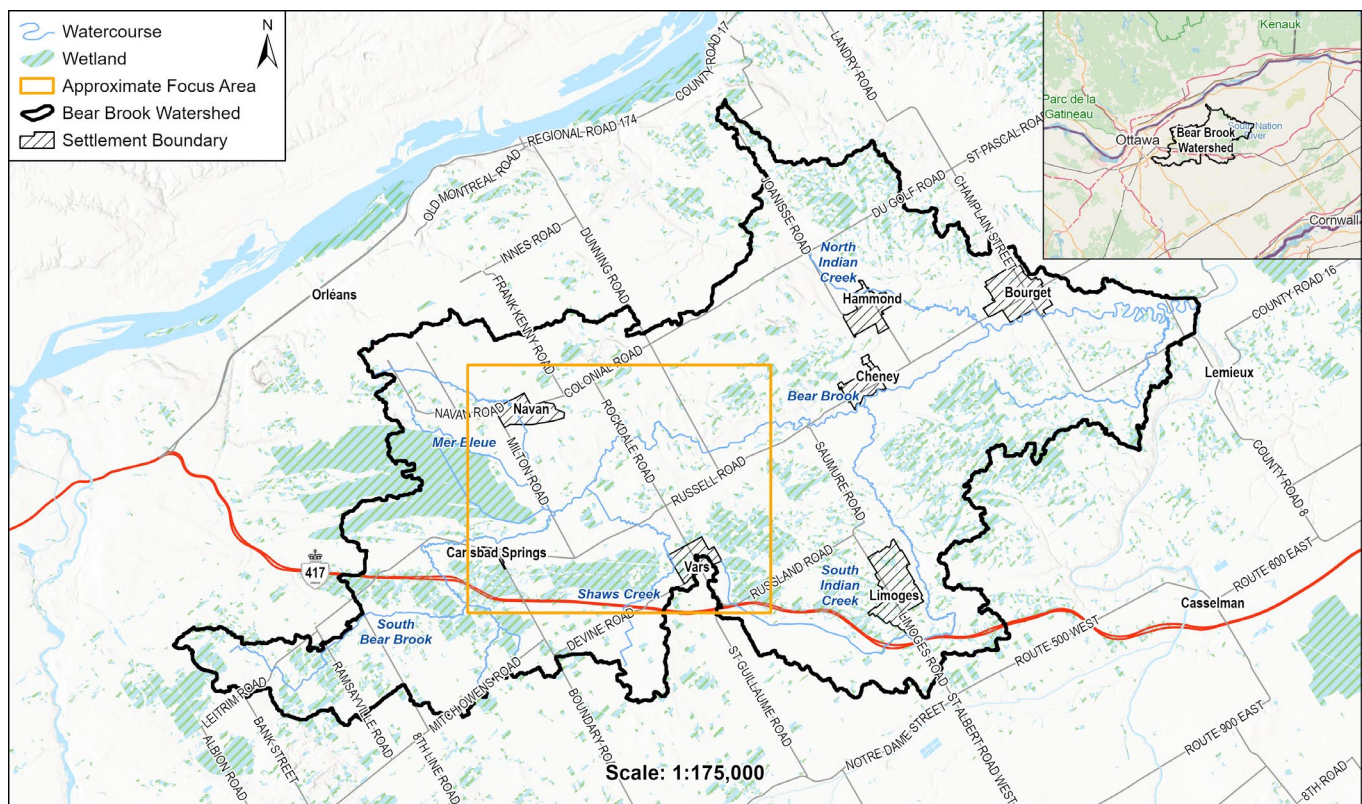 Watercourse
Wetland
Approximate Focus Area
Bear Brook Watershed
Settlement Boundary
N
COUNTY ROAD 17
LANDRY ROAD
REGIONAL ROAD 174
OLD MONTREAL ROAD
ST-PASCAL ROAD
Kenauk
Parc de la
Gatineau
Ottawa
Bear Brook
Watershed
South Nation
River
Cornwall
JOANISSE ROAD
DU GOLF ROAD
CHAMPLAIN STREET
INNES ROAD
DUNNING ROAD
FRANK KENNY ROAD
North
Indian
Creek
Orléans
Hammond
Bourget
COUNTY ROAD 16
COLONIAL ROAD
Lemieux
Cheney
Bear Brook
NAVAN ROAD
Navan
Mer Bleue
MILTON ROAD
ROCKDALE ROAD
RUSSELL ROAD
SAUMURE ROAD
COUNTY ROAD 8
Carlsbad Springs
417
Vars
RUSSLAND ROAD
South
Indian
Creek
Limoges
ROUTE 600 EAST
Casselman
Shaws Creek
South
Bear Brook
DEVINE ROAD
LIMOGES ROAD
ROUTE 500 WEST
LEITRIM ROAD
RAMSAYVILLE ROAD
MITCH OWENS ROAD
ALBION ROAD
BANK STREET
8TH LINE ROAD
BOUNDARY RO
ST-GUILLAUME ROAD
NOTRE-DAME STREET
ST-ALBERT ROAD WEST
ROUTE 900 EAST
8TH ROAD
Scale: 1:175,000